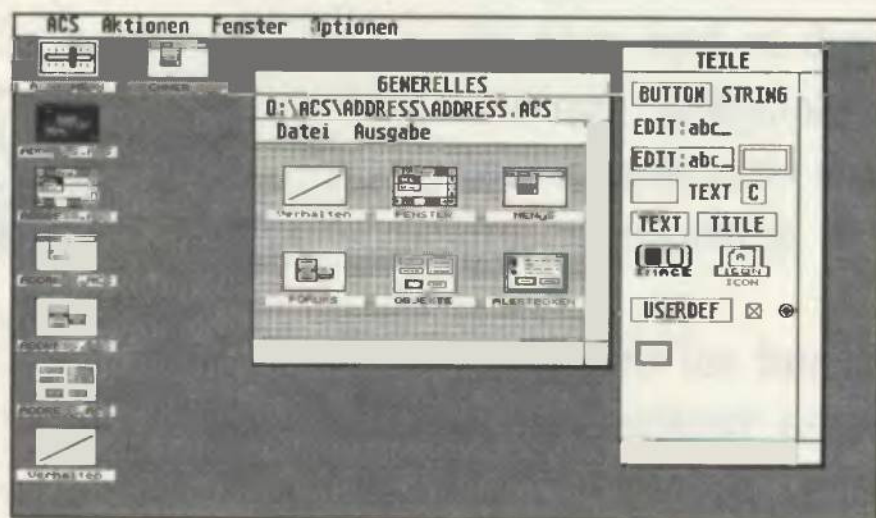 ACS Aktionen Fenster Optionen
GENERELLES
O:\ACS\ADDRESS\ADDRESS.ACS
Datei Ausgabe
Verhalten FENSTER MENUS
OBJEKTE ALERTBOXEN
Verhalten
TEILE
BUTTON STRING
EDIT:abc_
EDIT:abc_
TEXT C
TEXT TITLE
IMAGE ICON
ICON
USERDEF